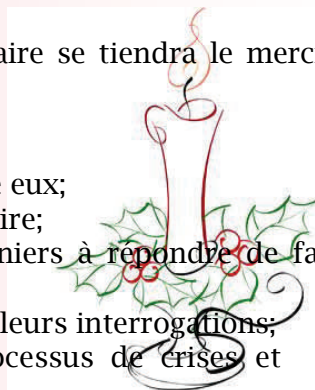 aire se tiendra le merc
eux;
ire;
niers à répondre de fa
leurs interrogations;
ocessus de crises et